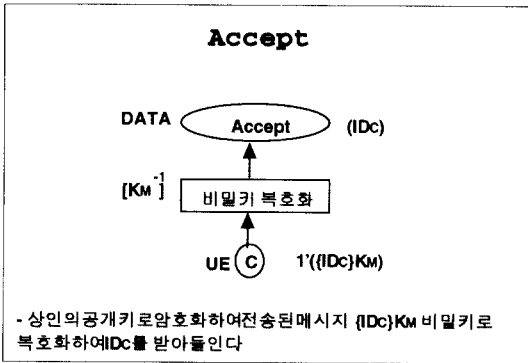 Accept
DATA Accept (IDc)
[KM⁻¹] 비밀키 복호화
UE C 1'({IDc}KM)
- 상인의공개키로암호화하여전송된메시지 {IDc}KM 비밀키로
복호화하여IDc를 받아들인다